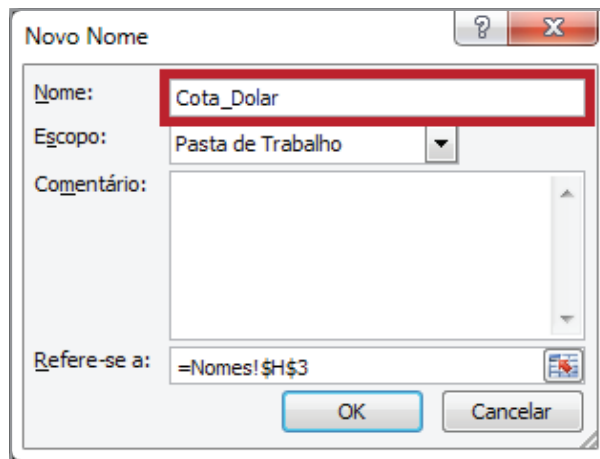 Novo Nome
Nome: Cota_Dolar
Escopo: Pasta de Trabalho
Comentário:
Refere-se a: =Nomes!$H$3
OK Cancelar